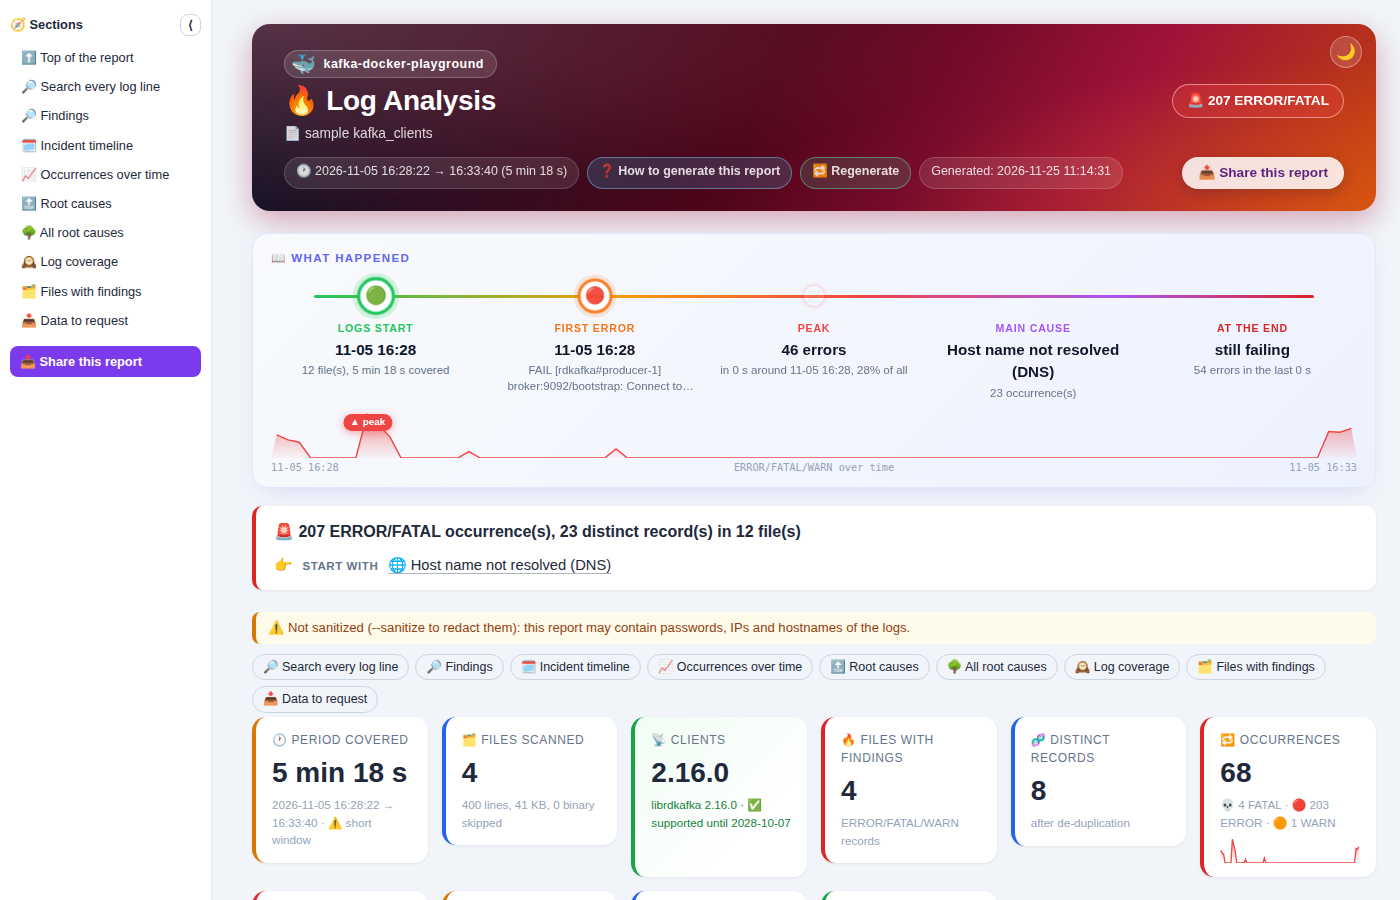 🧭 Sections
⟨
⬆️ Top of the report
🔎 Search every log line
🔎 Findings
🗓️ Incident timeline
📈 Occurrences over time
🔝 Root causes
🌳 All root causes
🕰️ Log coverage
🗂️ Files with findings
📥 Data to request
📤 Share this report
🐳 kafka-docker-playground
🔥 Log Analysis
📄 sample kafka_clients
🚨 207 ERROR/FATAL
🕐 2026-11-05 16:28:22 → 16:33:40 (5 min 18 s)
❓ How to generate this report
🔁 Regenerate
Generated: 2026-11-25 11:14:31
📤 Share this report
📖 WHAT HAPPENED
LOGS START
11-05 16:28
12 file(s), 5 min 18 s covered
FIRST ERROR
11-05 16:28
FAIL [rdkafka#producer-1]
broker:9092/bootstrap: Connect to…
PEAK
46 errors
in 0 s around 11-05 16:28, 28% of all
MAIN CAUSE
Host name not resolved
(DNS)
23 occurrence(s)
AT THE END
still failing
54 errors in the last 0 s
▲ peak
11-05 16:28
ERROR/FATAL/WARN over time
11-05 16:33
🚨 207 ERROR/FATAL occurrence(s), 23 distinct record(s) in 12 file(s)
👉 START WITH 🌐 Host name not resolved (DNS)
⚠️ Not sanitized (--sanitize to redact them): this report may contain passwords, IPs and hostnames of the logs.
🔎 Search every log line
🔎 Findings
🗓️ Incident timeline
📈 Occurrences over time
🔝 Root causes
🌳 All root causes
🕰️ Log coverage
🗂️ Files with findings
📥 Data to request
🕐 PERIOD COVERED
5 min 18 s
2026-11-05 16:28:22 →
16:33:40 · ⚠️ short
window
🗂️ FILES SCANNED
4
400 lines, 41 KB, 0 binary
skipped
📡 CLIENTS
2.16.0
librdkafka 2.16.0 · ✅
supported until 2028-10-07
🔥 FILES WITH
FINDINGS
4
ERROR/FATAL/WARN
records
🧬 DISTINCT
RECORDS
8
after de-duplication
🔁 OCCURRENCES
68
💀 4 FATAL · 🔴 203
ERROR · 🟠 1 WARN